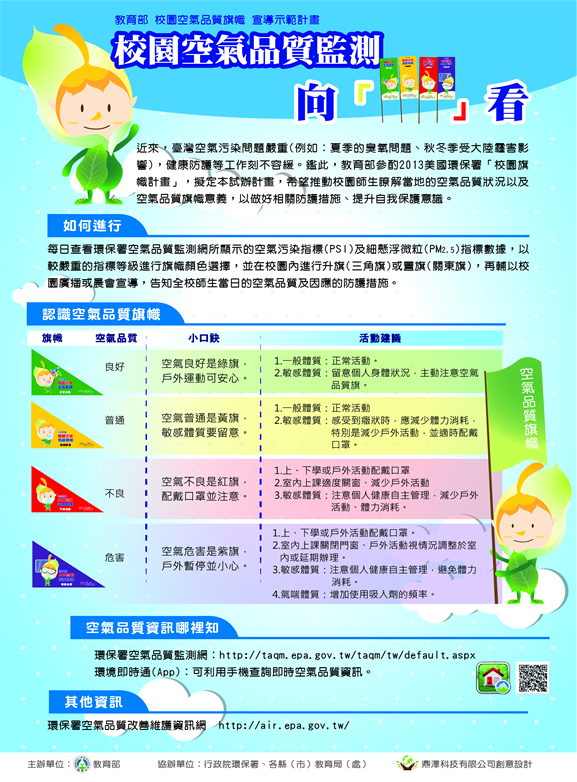 教育部 校園空氣品質旗幟 宣導示範計畫
校園空氣品質監測
向「 」看
近來,臺灣空氣污染問題嚴重(例如:夏季的臭氧問題、秋冬季受大陸霾害影
響),健康防護等工作刻不容緩。鑑此,教育部參酌2013美國環保署「校園旗
幟計畫」,擬定本試辦計畫,希望推動校園師生瞭解當地的空氣品質狀況以及
空氣品質旗幟意義,以做好相關防護措施、提升自我保護意識。
如何進行
每日查看環保署空氣品質監測網所顯示的空氣污染指標(PSI)及細懸浮微粒(PM2.5)指標數據,以
較嚴重的指標等級進行旗幟顏色選擇,並在校園內進行升旗(三角旗)或豎旗(關東旗),再輔以校
園廣播或晨會宣導,告知全校師生當日的空氣品質及因應的防護措施。
認識空氣品質旗幟
旗幟 空氣品質 小口訣 活動建議
良好
空氣良好是綠旗,
戶外運動可安心。
1.一般體質:正常活動。
2.敏感體質:留意個人身體狀況,主動注意空氣
品質旗。
普通
空氣普通是黃旗,
敏感體質要留意。
1.一般體質:正常活動
2.敏感體質:感受到癥狀時,應減少體力消耗,
特別是減少戶外活動,並適時配戴
口罩。
不良
空氣不良是紅旗,
配戴口罩並注意。
1.上、下學或戶外活動配戴口罩
2.室內上課適度關窗、減少戶外活動
3.敏感體質:注意個人健康自主管理,減少戶外
活動、體力消耗。
危害
空氣危害是紫旗,
戶外暫停並小心。
1.上、下學或戶外活動配戴口罩。
2.室內上課關閉門窗、戶外活動視情況調整於室
內或延期辦理。
3.敏感體質:注意個人健康自主管理,避免體力
消耗。
4.氣喘體質:增加使用吸入劑的頻率。
空氣品質旗幟
空氣品質資訊哪裡知
環保署空氣品質監測網:http://taqm.epa.gov.tw/taqm/tw/default.aspx
環境即時通(App):可利用手機查詢即時空氣品質資訊。
其他資訊
環保署空氣品質改善維護資訊網 http://air.epa.gov.tw/
主辦單位: 教育部 協辦單位:行政院環保署、各縣(市)教育局(處) 鼎澤科技有限公司創意設計